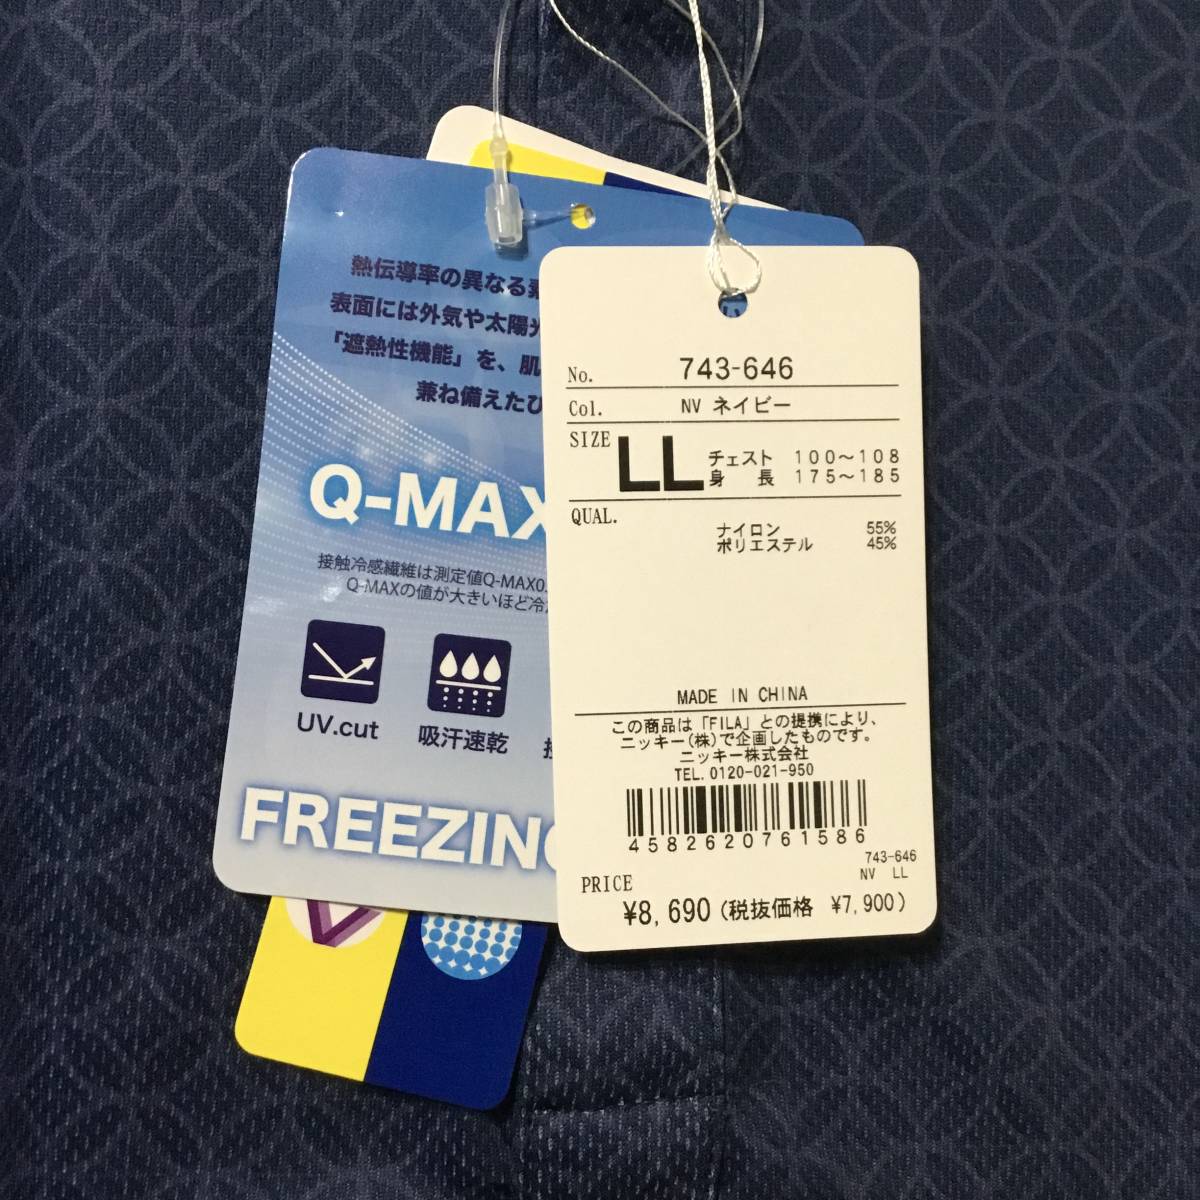 熱伝導率の異なる
表面には外気や太陽光
「遮熱性機能」を、肌
兼ね備えた
Q-MAX
接触冷感繊維は測定値Q-MAX0.
Q-MAXの値が大きいほど冷
UV.cut
吸汗速乾
FREEZING
い
No. 743-646
Col. NV ネイビー
SIZE LL チェスト 100〜108
身長 175〜185
QUAL.
ナイロン 55%
ポリエステル 45%
MADE IN CHINA
この商品は「FILA」との提携により、
ニッキー(株)で企画したものです。
ニッキー株式会社
TEL. 0120-021-950
4582620761586
743-646
NV LL
PRICE
¥8,690 (税抜価格 ¥7,900)